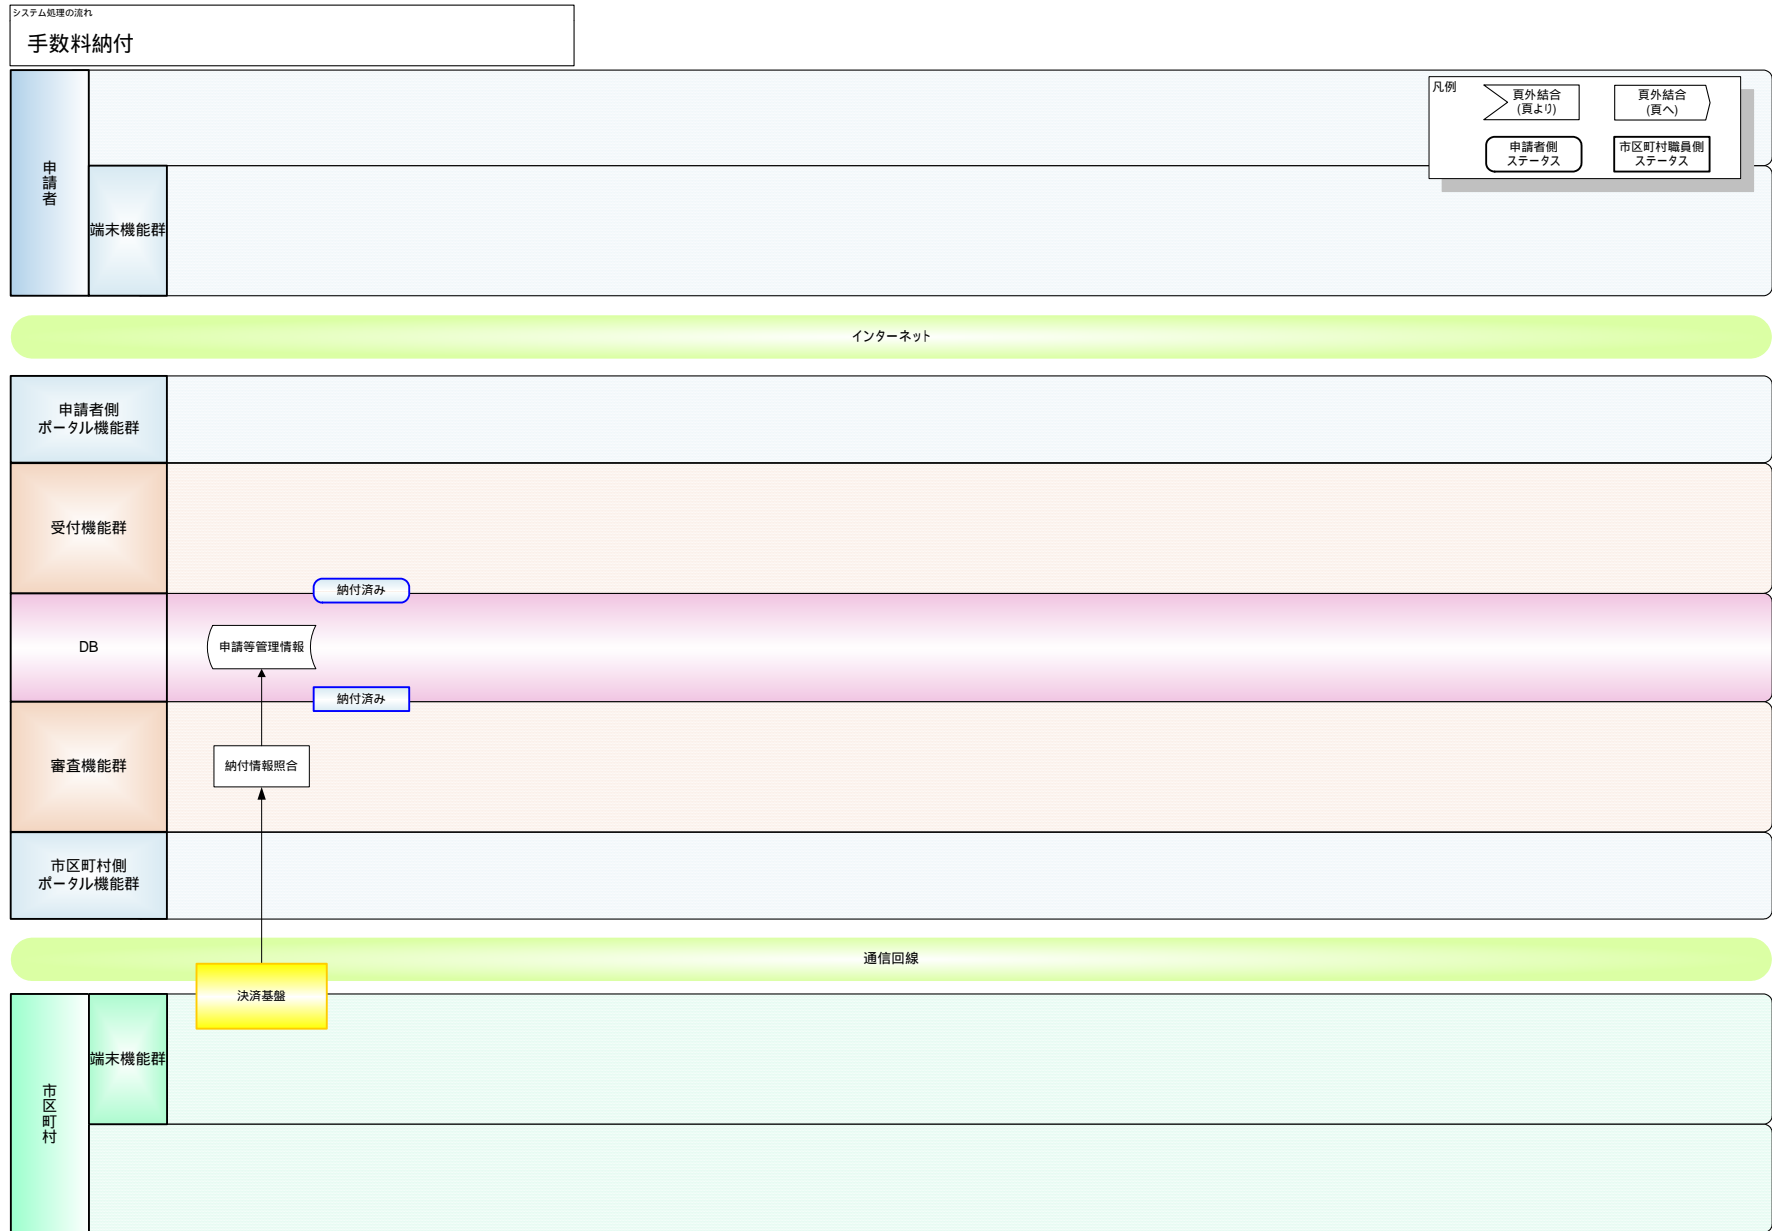 システム処理の流れ
手数料納付
凡例
頁外結合
(頁より)
頁外結合
(頁へ)
申請者側
ステータス
市区町村職員側
ステータス
申請者
端末機能群
インターネット
申請者側
ポータル機能群
受付機能群
納付済み
DB
申請等管理情報
納付済み
審査機能群
納付情報照合
市区町村側
ポータル機能群
通信回線
決済基盤
端末機能群
市区町村